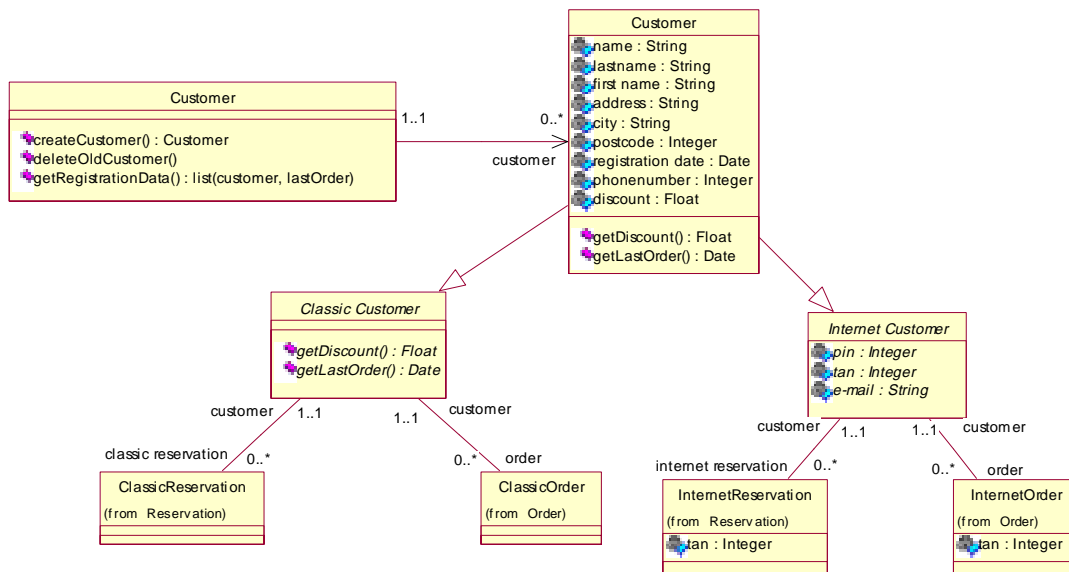 Customer
name : String
lastname : String
first name : String
address : String
city : String
postcode : Integer
registration date : Date
phonenumber : Integer
discount : Float
getDiscount() : Float
getLastOrder() : Date
Customer
createCustomer() : Customer
deleteOldCustomer()
getRegistrationData() : list(customer, lastOrder)
1..1
0..*
customer
Classic Customer
getDiscount() : Float
getLastOrder() : Date
Internet Customer
pin : Integer
tan : Integer
e-mail : String
customer
1..1
1..1
customer
classic reservation
0..*
0..*
order
customer
1..1
1..1
customer
internet reservation
0..*
0..*
order
ClassicReservation
(from Reservation)
ClassicOrder
(from Order)
InternetReservation
(from Reservation)
tan : Integer
InternetOrder
(from Order)
tan : Integer